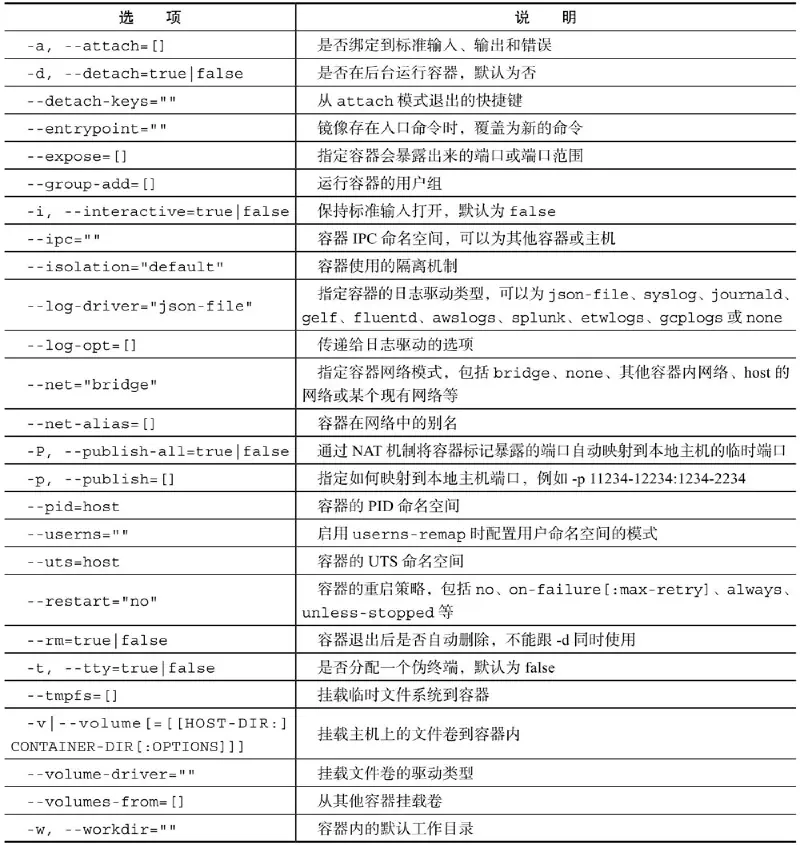 选 项 说 明
-a, --attach=[] 是否绑定到标准输入、输出和错误
-d, --detach=true|false 是否在后台运行容器，默认为否
--detach-keys="" 从 attach 模式退出的快捷键
--entrypoint="" 镜像存在入口命令时，覆盖为新的命令
--expose=[] 指定容器会暴露出来的端口或端口范围
--group-add=[] 运行容器的用户组
-i, --interactive=true|false 保持标准输入打开，默认为 false
--ipc="" 容器 IPC 命名空间，可以为其他容器或主机
--isolation="default" 容器使用的隔离机制
--log-driver="json-file" 指定容器的日志驱动类型，可以为 json-file、syslog、journald、
gelf、fluentd、awslogs、splunk、etwlogs、gcplogs 或 none
--log-opt=[] 传递给日志驱动的选项
--net="bridge" 指定容器网络模式，包括 bridge、none、其他容器内网络、host 的
网络或某个现有网络等
--net-alias=[] 容器在网络中的别名
-P, --publish-all=true|false 通过 NAT 机制将容器标记暴露的端口自动映射到本地主机的临时端口
-p, --publish=[] 指定如何映射到本地主机端口，例如 -p 11234-12234:1234-2234
--pid=host 容器的 PID 命名空间
--userns="" 启用 userns-remap 时配置用户命名空间的模式
--uts=host 容器的 UTS 命名空间
--restart="no" 容器的重启策略，包括 no、on-failure[:max-retry]、always、
unless-stopped 等
--rm=true|false 容器退出后是否自动删除，不能跟 -d 同时使用
-t, --tty=true|false 是否分配一个伪终端，默认为 false
--tmpfs=[] 挂载临时文件系统到容器
-v|--volume[=[[HOST-DIR:]
CONTAINER-DIR[:OPTIONS]]] 挂载主机上的文件卷到容器内
--volume-driver="" 挂载文件卷的驱动类型
--volumes-from=[] 从其他容器挂载卷
-w, --workdir="" 容器内的默认工作目录